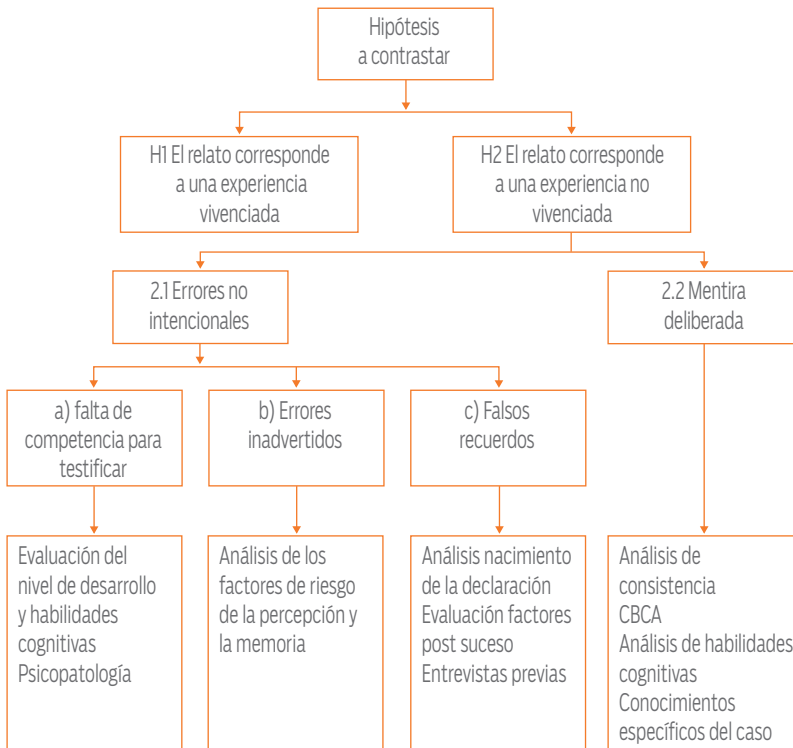 Hipótesis
a contrastar
H1 El relato corresponde
a una experiencia
vivenciada
H2 El relato corresponde
a una experiencia no
vivenciada
2.1 Errores no
intencionales
2.2 Mentira
deliberada
a) falta de
competencia para
testificar
b) Errores
inadvertidos
c) Falsos
recuerdos
Evaluación del
nivel de desarrollo
y habilidades
cognitivas
Psicopatología
Análisis de los
factores de riesgo
de la percepción y
la memoria
Análisis nacimiento
de la declaración
Evaluación factores
post suceso
Entrevistas previas
Análisis de
consistencia
CBCA
Análisis de habilidades
cognitivas
Conocimientos
específicos del caso